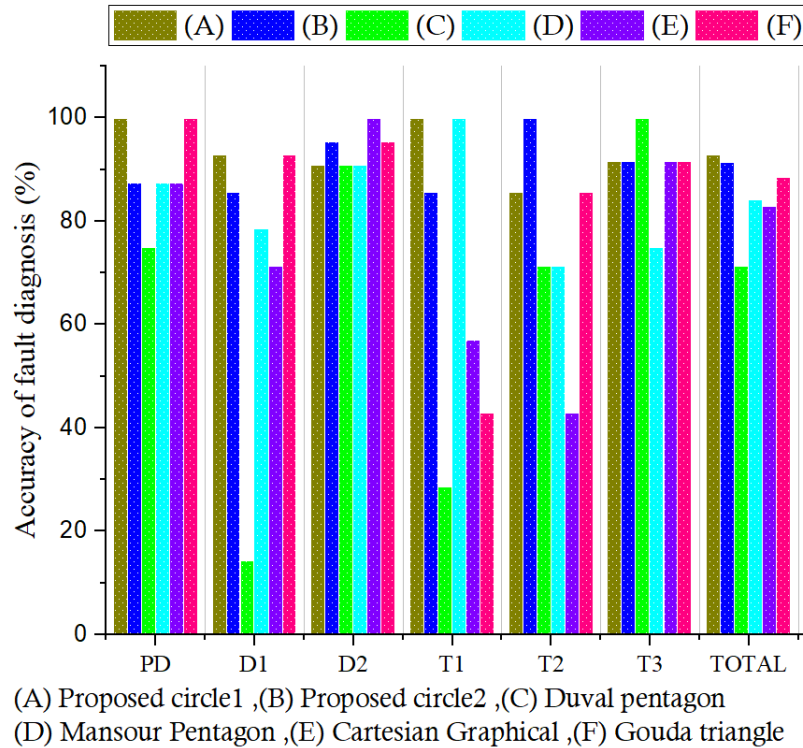 (A) (B) (C) (D) (E) (F)
Accuracy of fault diagnosis (%)
100
80
60
40
20
0
PD D1 D2 T1 T2 T3 TOTAL
(A) Proposed circle1 ,(B) Proposed circle2 ,(C) Duval pentagon
(D) Mansour Pentagon ,(E) Cartesian Graphical ,(F) Gouda triangle